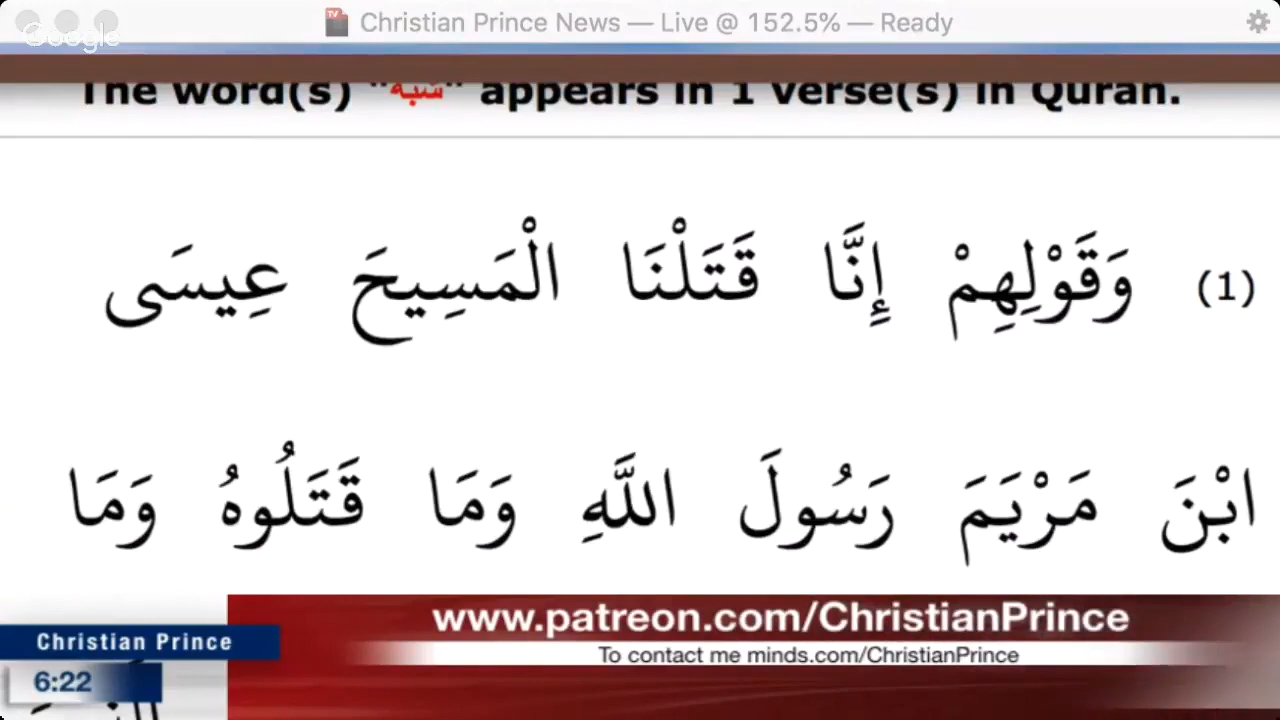 Christian Prince News — Live @ 152.5% — Ready
Google
The word(s) "شبه" appears in 1 verse(s) in Quran.
(1) وَقَوْلِهِمْ إِنَّا قَتَلْنَا الْمَسِيحَ عِيسَى
ابْنَ مَرْيَمَ رَسُولَ اللَّهِ وَمَا قَتَلُوهُ وَمَا
www.patreon.com/ChristianPrince
Christian Prince
To contact me minds.com/ChristianPrince
6:22